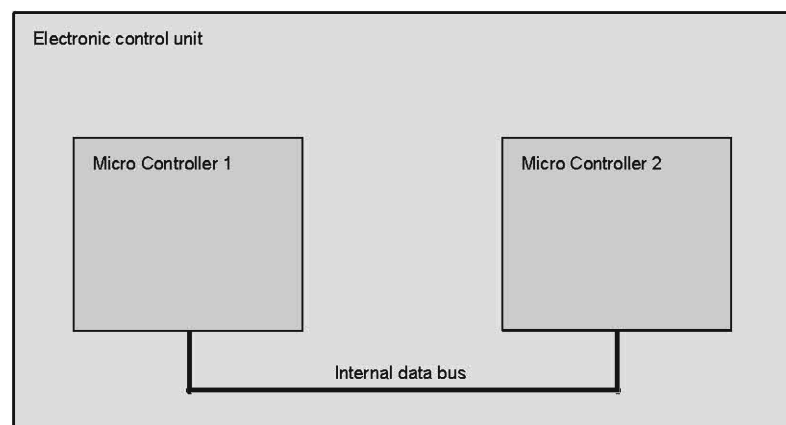 Electronic control unit
Micro Controller 1
Micro Controller 2
Internal data bus